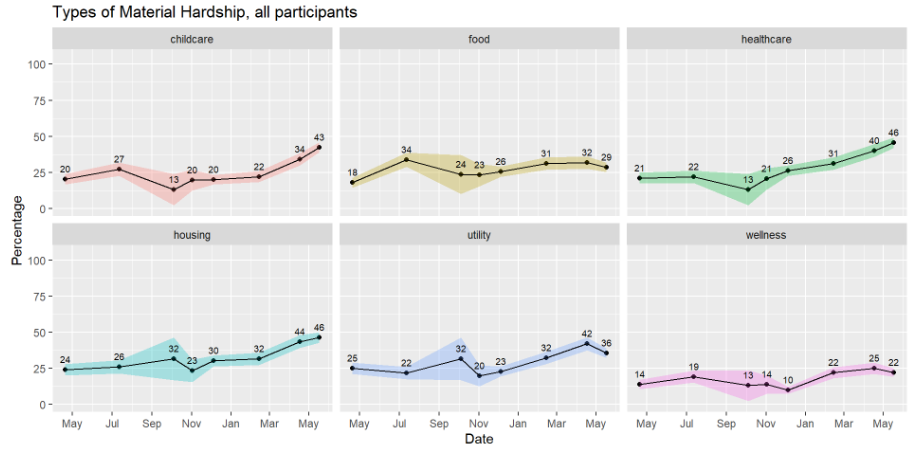 Types of Material Hardship, all participants
childcare food healthcare
100
75
50
25
0
20 27 13 20 20 22 34 43
18 34 24 23 26 31 32 29
21 22 13 21 26 31 40 46
housing utility wellness
100
75
50
25
0
24 26 32 23 30 32 44 46
25 22 32 20 23 32 42 36
14 19 13 14 10 22 25 22
May Jul Sep Nov Jan Mar May May Jul Sep Nov Jan Mar May May Jul Sep Nov Jan Mar May
Date
Percentage